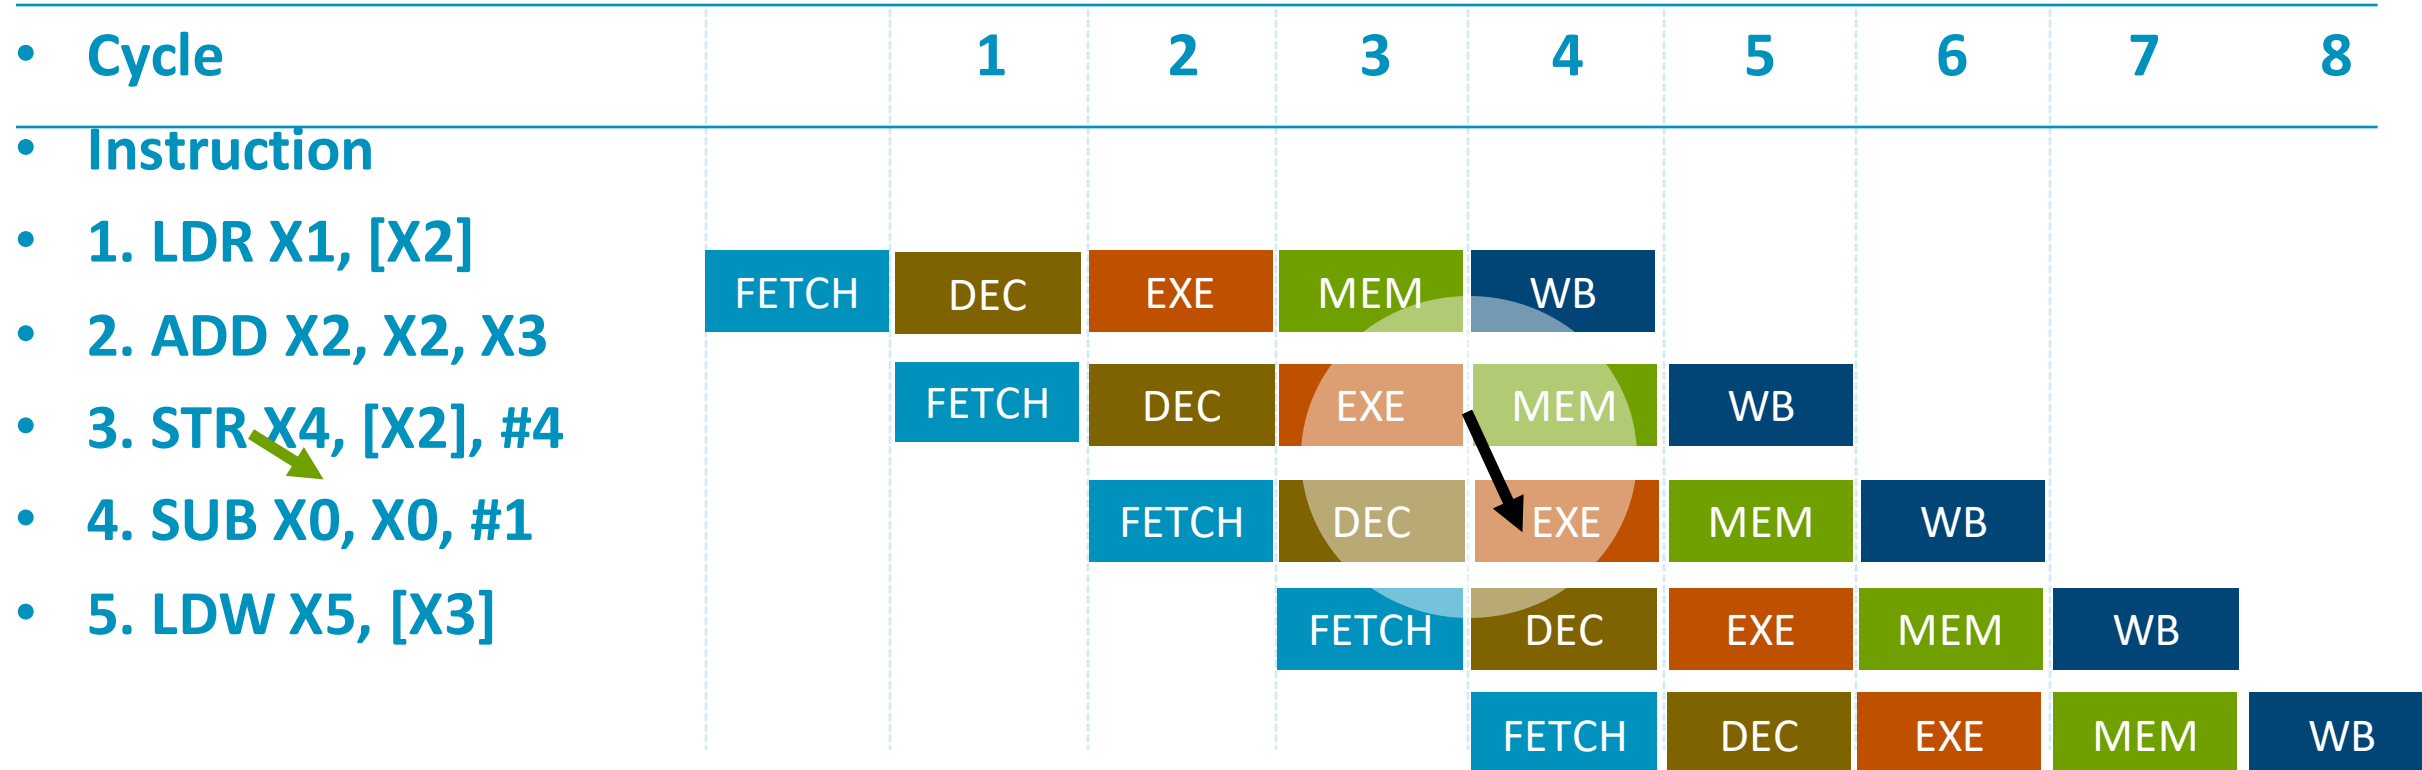 • Cycle 1 2 3 4 5 6 7 8
• Instruction
• 1. LDR X1, [X2]
FETCH DEC EXE MEM WB
• 2. ADD X2, X2, X3
FETCH DEC EXE MEM WB
• 3. STR X4, [X2], #4
• 4. SUB X0, X0, #1
FETCH DEC EXE MEM WB
• 5. LDW X5, [X3]
FETCH DEC EXE MEM WB
FETCH DEC EXE MEM WB